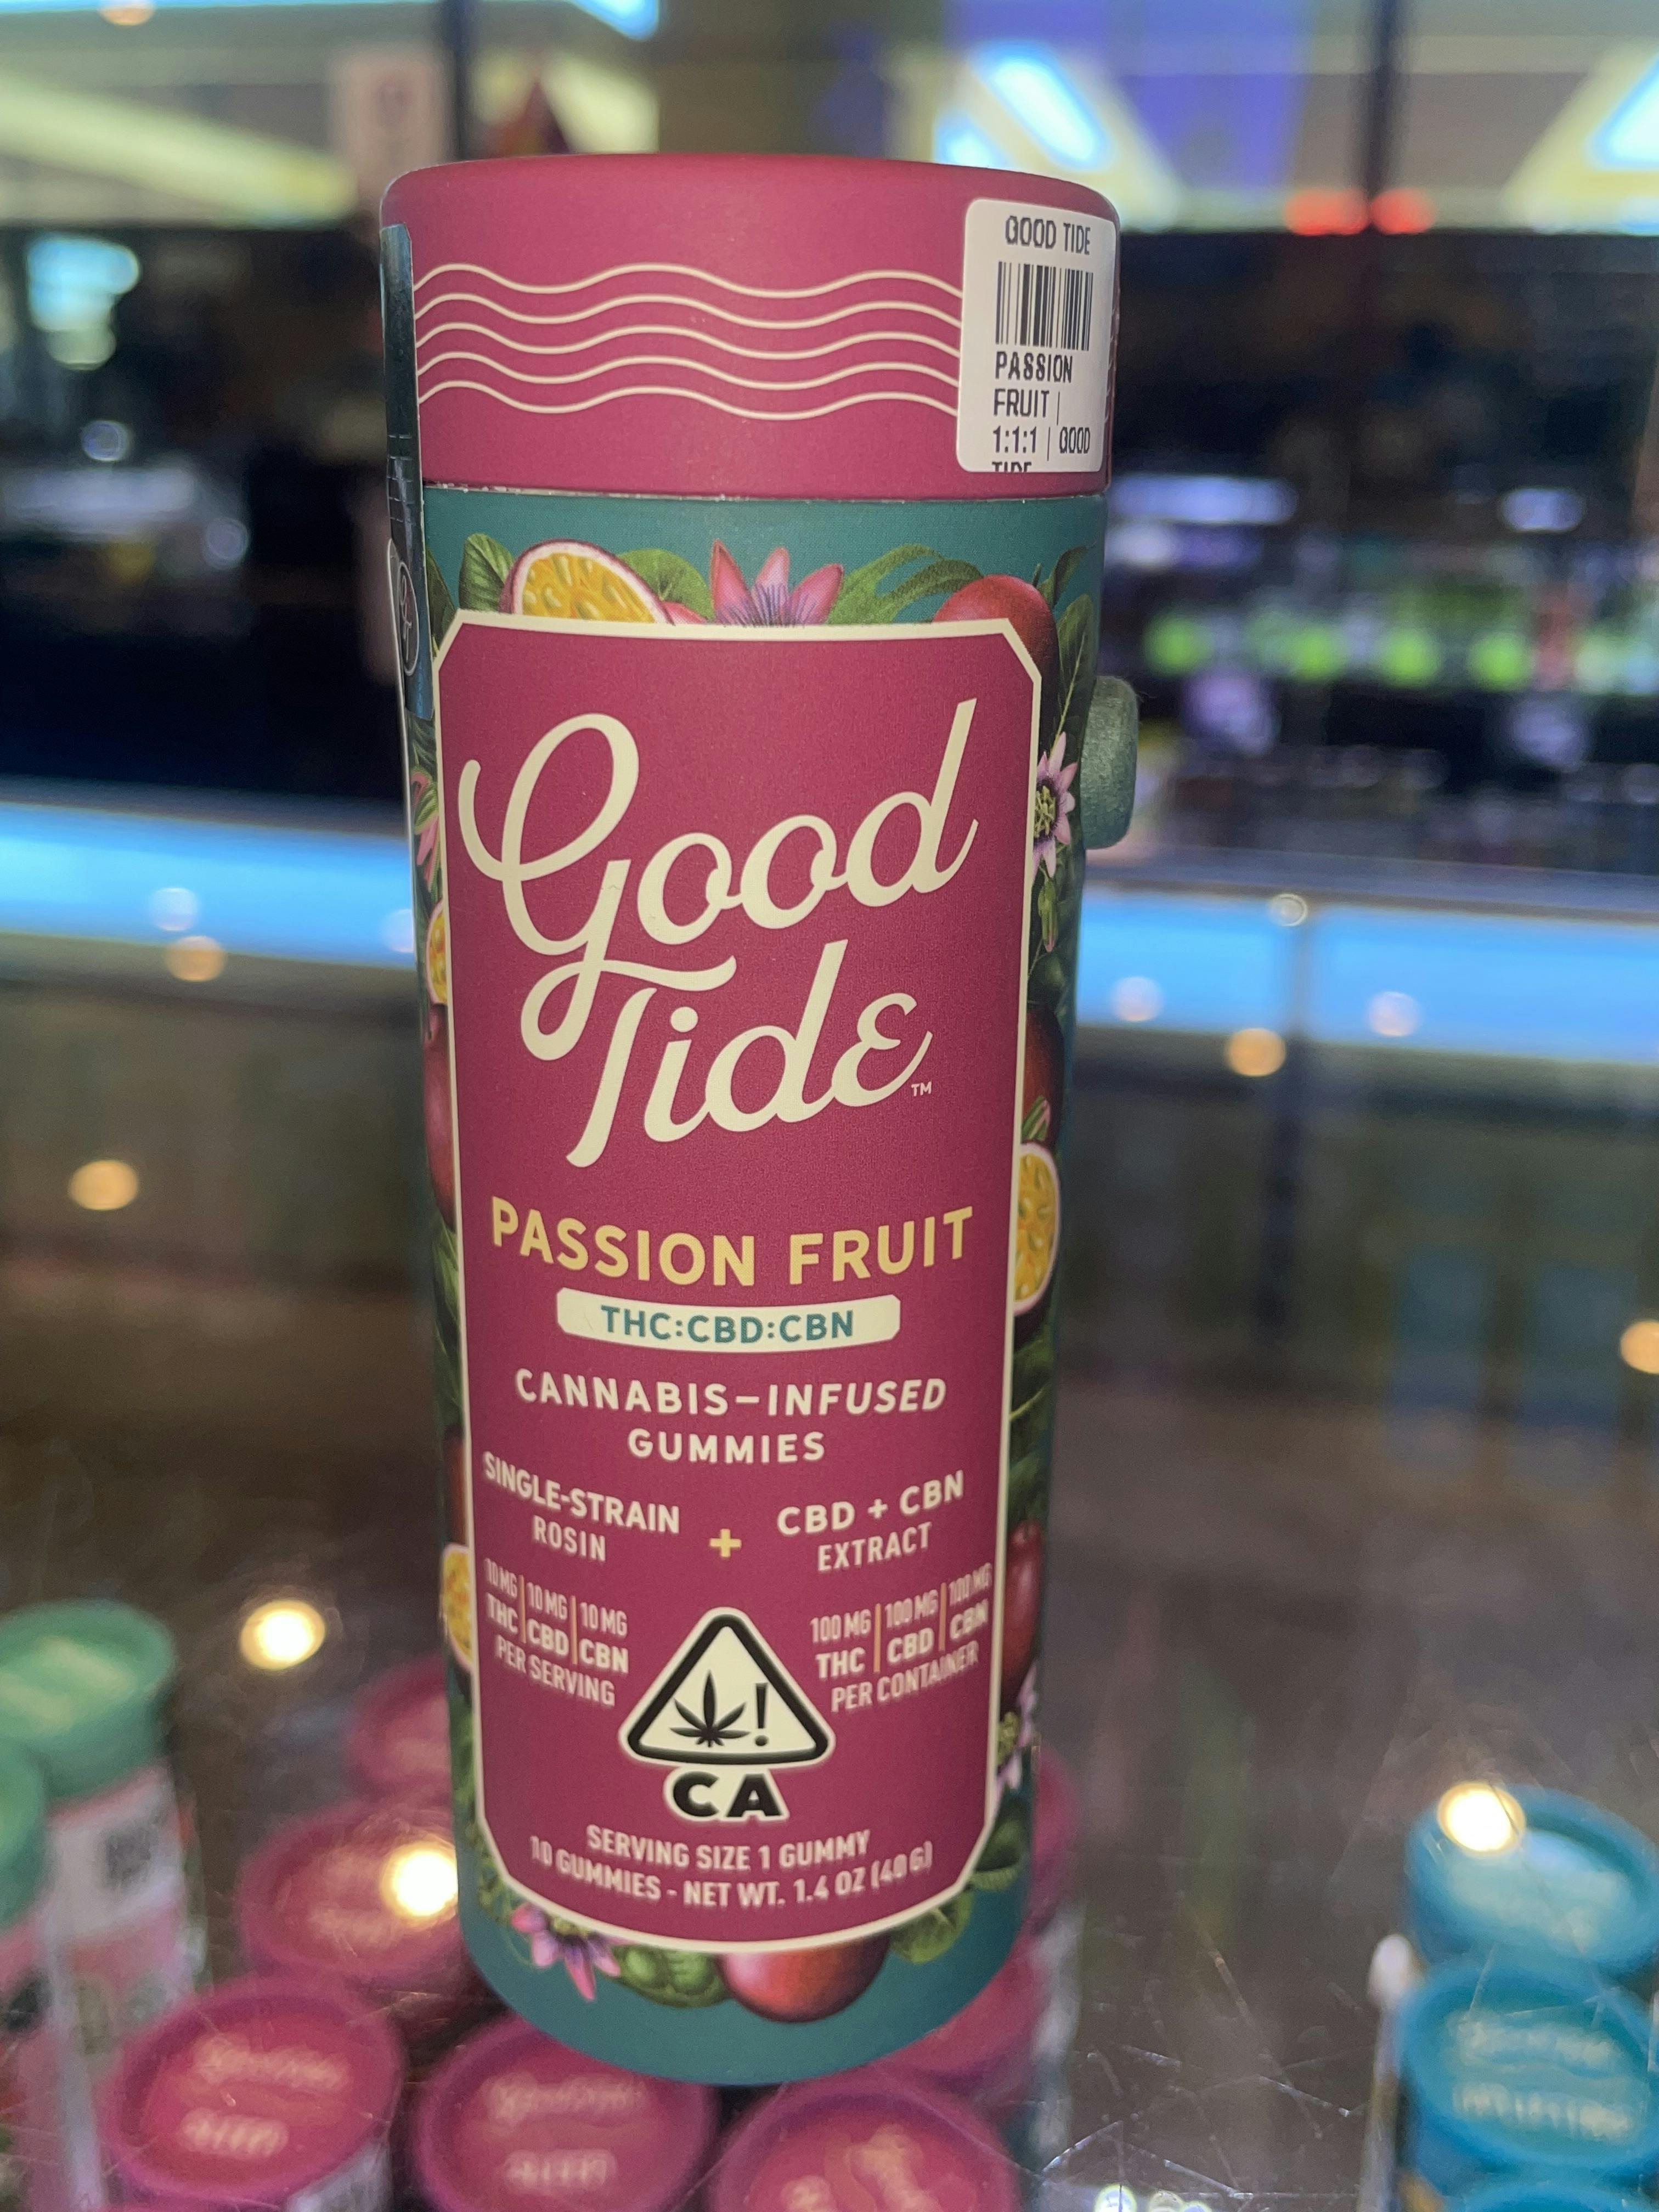 GOOD TIDE
PASSION
FRUIT |
1:1:1 | GOOD
TIDE
Good
Tide™
PASSION FRUIT
THC:CBD:CBN
CANNABIS-INFUSED
GUMMIES
SINGLE-STRAIN
ROSIN
+
CBD + CBN
EXTRACT
10 MG | 10 MG | 10 MG
THC | CBD | CBN
PER SERVING
100 MG | 100 MG | 100 MG
THC | CBD | CBN
PER CONTAINER
!
CA
SERVING SIZE 1 GUMMY
10 GUMMIES - NET WT. 1.4 OZ (40 G)